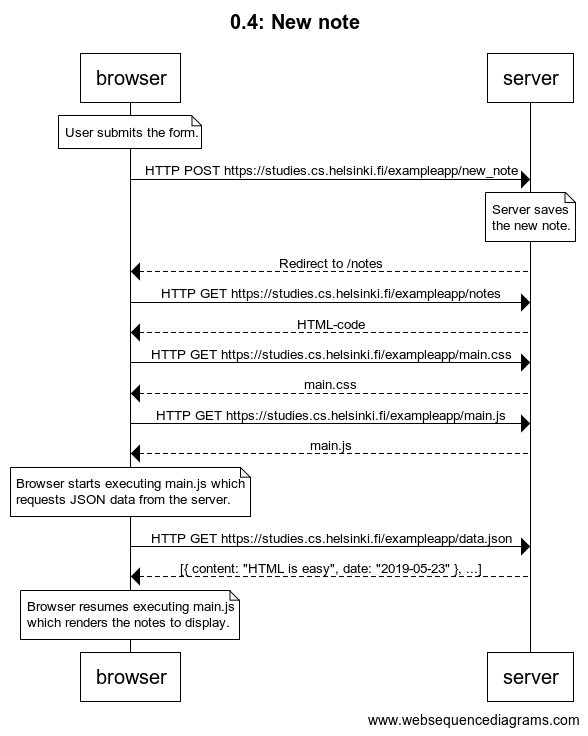 0.4: New note
browser
server
User submits the form.
HTTP POST https://studies.cs.helsinki.fi/exampleapp/new_note
Server saves
the new note.
Redirect to /notes
HTTP GET https://studies.cs.helsinki.fi/exampleapp/notes
HTML-code
HTTP GET https://studies.cs.helsinki.fi/exampleapp/main.css
main.css
HTTP GET https://studies.cs.helsinki.fi/exampleapp/main.js
main.js
Browser starts executing main.js which
requests JSON data from the server.
HTTP GET https://studies.cs.helsinki.fi/exampleapp/data.json
[{ content: "HTML is easy", date: "2019-05-23" }, ...]
Browser resumes executing main.js
which renders the notes to display.
browser
server
www.websequencediagrams.com